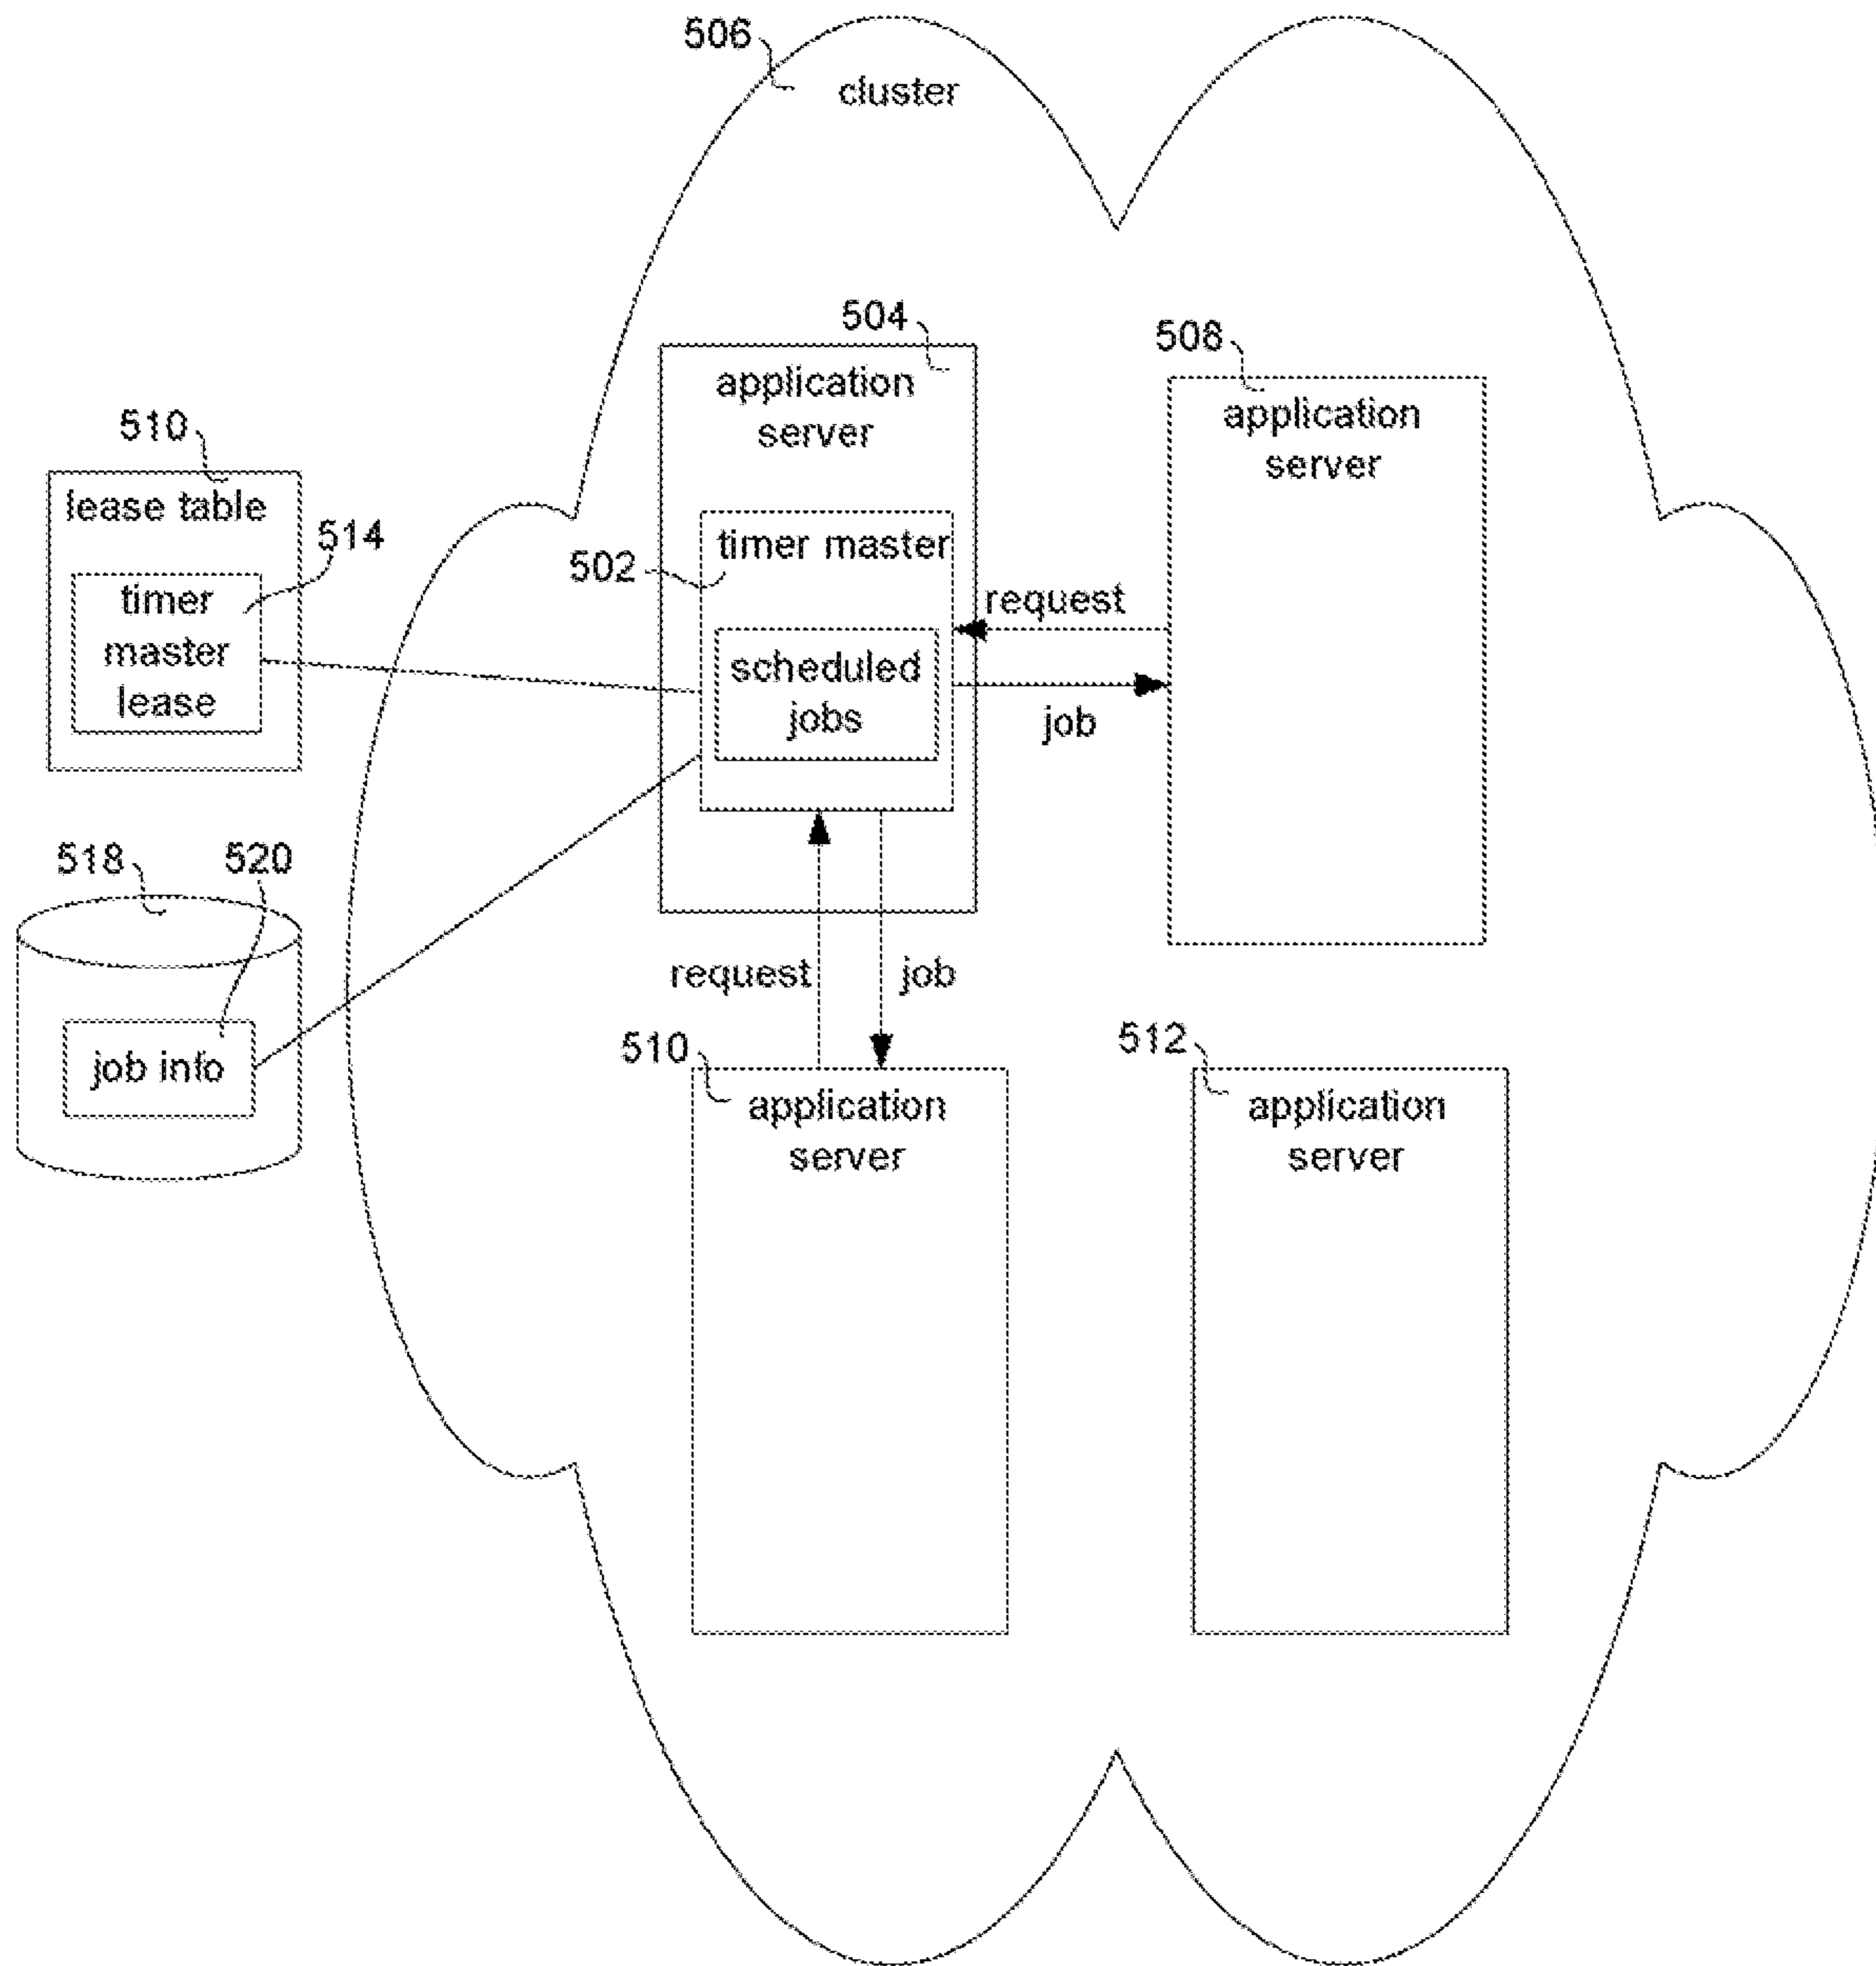 506
cluster
504
application
server
508
application
server
510
lease table
514
timer
master
lease
502
timer master
scheduled
jobs
request
job
518
520
job info
request
job
510
application
server
512
application
server